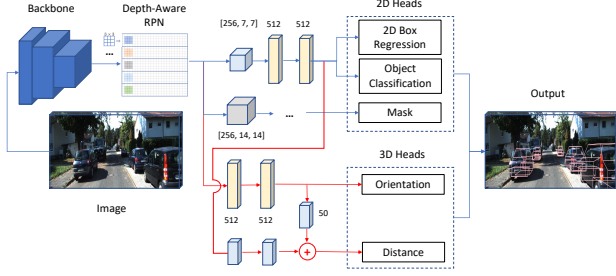 Backbone
Depth-Aware
RPN
...
[256, 7, 7]
512
512
2D Heads
2D Box
Regression
Object
Classification
Mask
[256, 14, 14]
...
Image
3D Heads
Orientation
Distance
512
512
50
+
Output